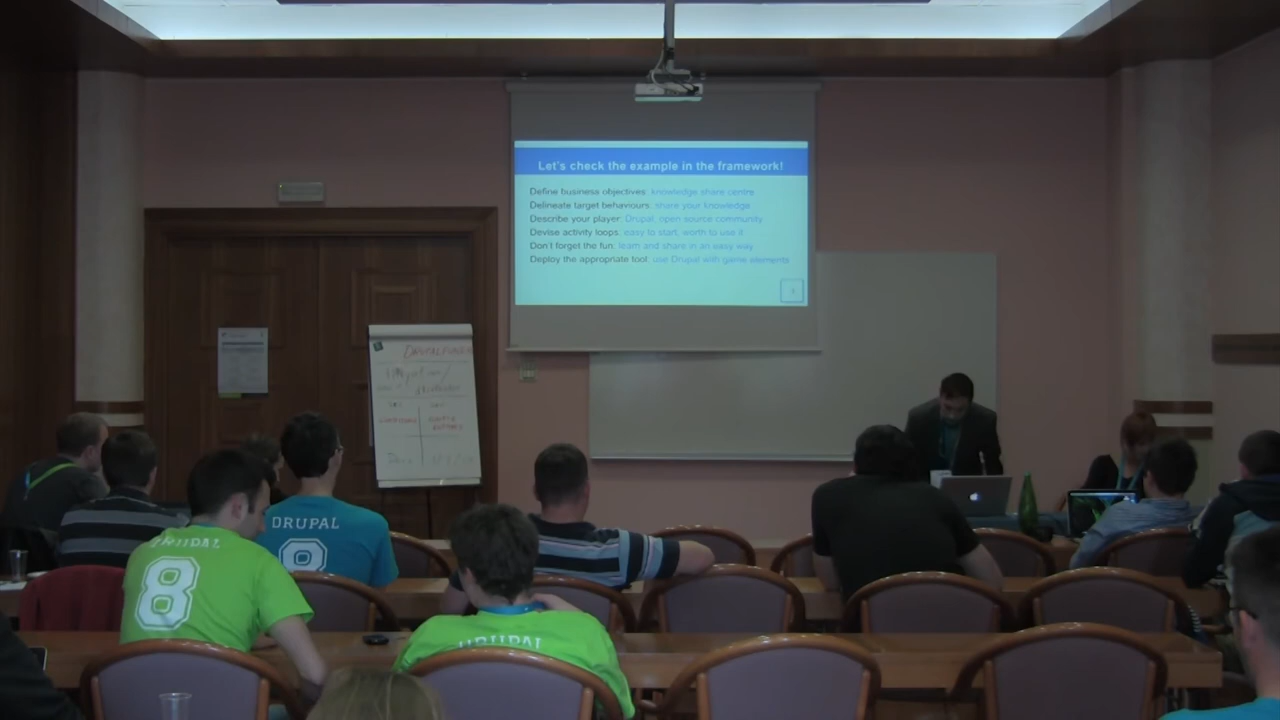 Let's check the example in the framework!
Define business objectives: knowledge share centre
Delineate target behaviours: share your knowledge
Describe your player: Drupal, open source community
Devise activity loops: easy to start, worth to use it
Don't forget the fun: learn and share in an easy way
Deploy the appropriate tool: use Drupal with game elements
DRUPAL
8
DRUPAL
8
DRUPAL